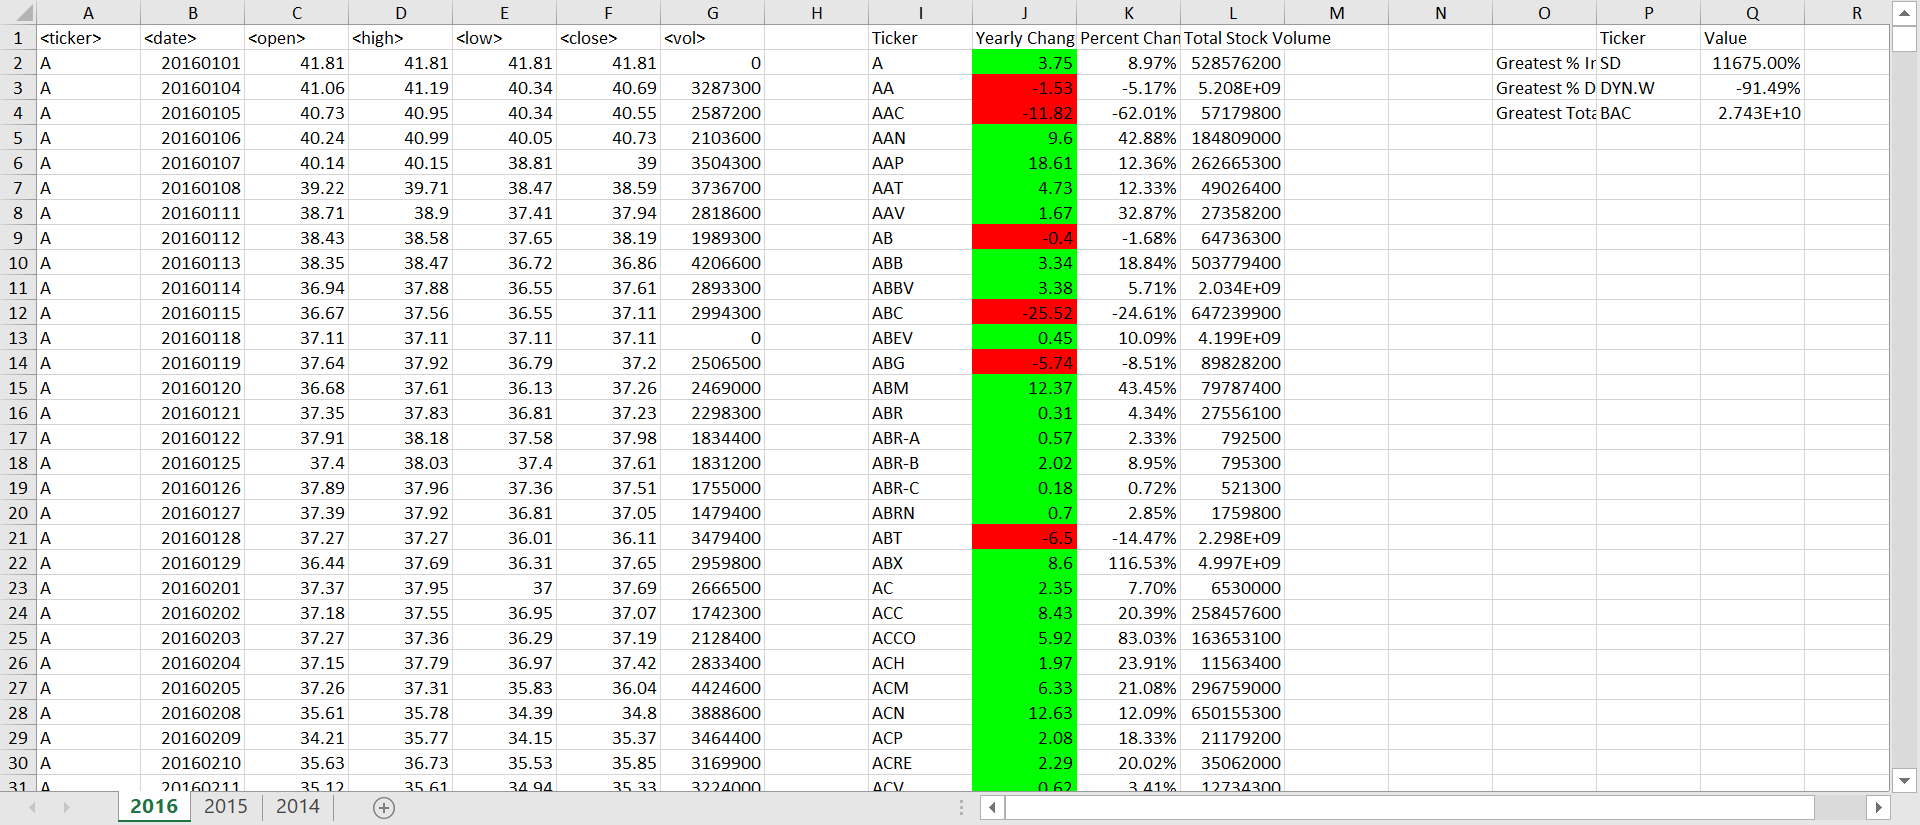 A B C D E F G H I J K L M N O P Q R
1 <ticker> <date> <open> <high> <low> <close> <vol> Ticker Yearly Chang Percent Chan Total Stock Volume Ticker Value
2 A 20160101 41.81 41.81 41.81 41.81 0 A 3.75 8.97% 528576200 Greatest % In SD 11675.00%
3 A 20160104 41.06 41.19 40.34 40.69 3287300 AA -1.53 -5.17% 5.208E+09 Greatest % D DYN.W -91.49%
4 A 20160105 40.73 40.95 40.34 40.55 2587200 AAC -11.82 -62.01% 57179800 Greatest Tota BAC 2.743E+10
5 A 20160106 40.24 40.99 40.05 40.73 2103600 AAN 9.6 42.88% 184809000
6 A 20160107 40.14 40.15 38.81 39 3504300 AAP 18.61 12.36% 262665300
7 A 20160108 39.22 39.71 38.47 38.59 3736700 AAT 4.73 12.33% 49026400
8 A 20160111 38.71 38.9 37.41 37.94 2818600 AAV 1.67 32.87% 27358200
9 A 20160112 38.43 38.58 37.65 38.19 1989300 AB -0.4 -1.68% 64736300
10 A 20160113 38.35 38.47 36.72 36.86 4206600 ABB 3.34 18.84% 503779400
11 A 20160114 36.94 37.88 36.55 37.61 2893300 ABBV 3.38 5.71% 2.034E+09
12 A 20160115 36.67 37.56 36.55 37.11 2994300 ABC -25.52 -24.61% 647239900
13 A 20160118 37.11 37.11 37.11 37.11 0 ABEV 0.45 10.09% 4.199E+09
14 A 20160119 37.64 37.92 36.79 37.2 2506500 ABG -5.74 -8.51% 89828200
15 A 20160120 36.68 37.61 36.13 37.26 2469000 ABM 12.37 43.45% 79787400
16 A 20160121 37.35 37.83 36.81 37.23 2298300 ABR 0.31 4.34% 27556100
17 A 20160122 37.91 38.18 37.58 37.98 1834400 ABR-A 0.57 2.33% 792500
18 A 20160125 37.4 38.03 37.4 37.61 1831200 ABR-B 2.02 8.95% 795300
19 A 20160126 37.89 37.96 37.36 37.51 1755000 ABR-C 0.18 0.72% 521300
20 A 20160127 37.39 37.92 36.81 37.05 1479400 ABRN 0.7 2.85% 1759800
21 A 20160128 37.27 37.27 36.01 36.11 3479400 ABT -6.5 -14.47% 2.298E+09
22 A 20160129 36.44 37.69 36.31 37.65 2959800 ABX 8.6 116.53% 4.997E+09
23 A 20160201 37.37 37.95 37 37.69 2666500 AC 2.35 7.70% 6530000
24 A 20160202 37.18 37.55 36.95 37.07 1742300 ACC 8.43 20.39% 258457600
25 A 20160203 37.27 37.36 36.29 37.19 2128400 ACCO 5.92 83.03% 163653100
26 A 20160204 37.15 37.79 36.97 37.42 2833400 ACH 1.97 23.91% 11563400
27 A 20160205 37.26 37.31 35.83 36.04 4424600 ACM 6.33 21.08% 296759000
28 A 20160208 35.61 35.78 34.39 34.8 3888600 ACN 12.63 12.09% 650155300
29 A 20160209 34.21 35.77 34.15 35.37 3464400 ACP 2.08 18.33% 21179200
30 A 20160210 35.63 36.73 35.53 35.85 3169900 ACRE 2.29 20.02% 35062000
31 A 20160211 35.12 35.61 34.94 35.33 3224000 ACV 0.62 3.41% 12734300
2016 2015 2014